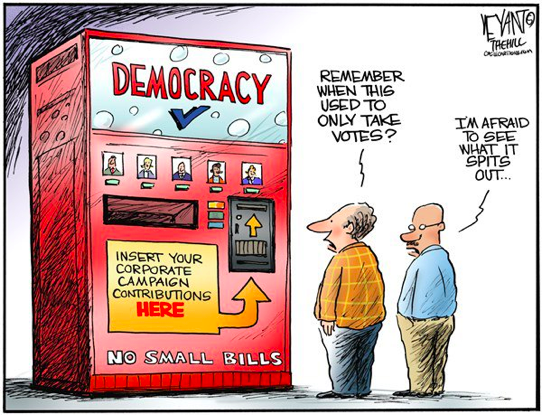 LEVANT©
THE HILL
DEMOCRACY
INSERT YOUR
CORPORATE
CAMPAIGN
CONTRIBUTIONS
HERE
NO SMALL BILLS
REMEMBER
WHEN THIS
USED TO
ONLY TAKE
VOTES?
I'M AFRAID
TO SEE
WHAT IT
SPITS
OUT...